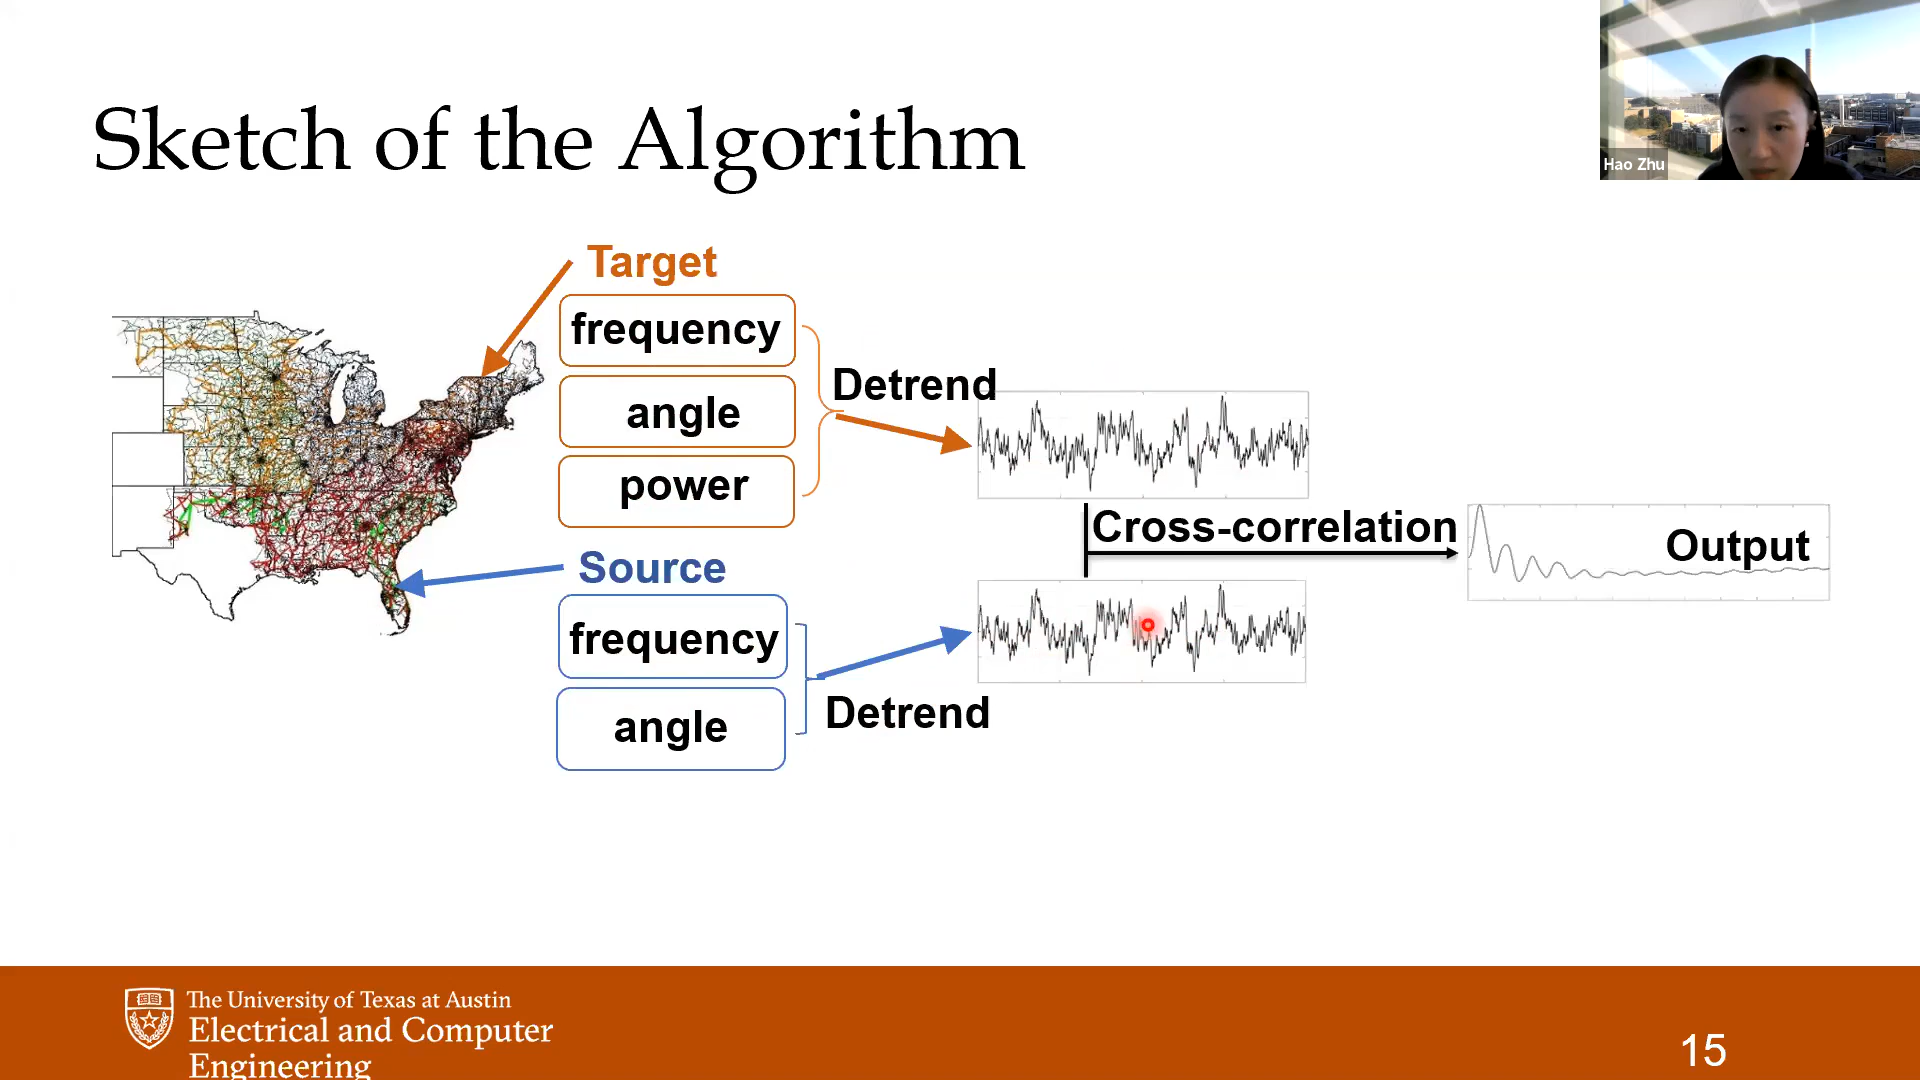 Hao Zhu
Sketch of the Algorithm
Target
frequency
angle
power
Detrend
Source
frequency
angle
Detrend
Cross-correlation
Output
The University of Texas at Austin
Electrical and Computer
Engineering
15